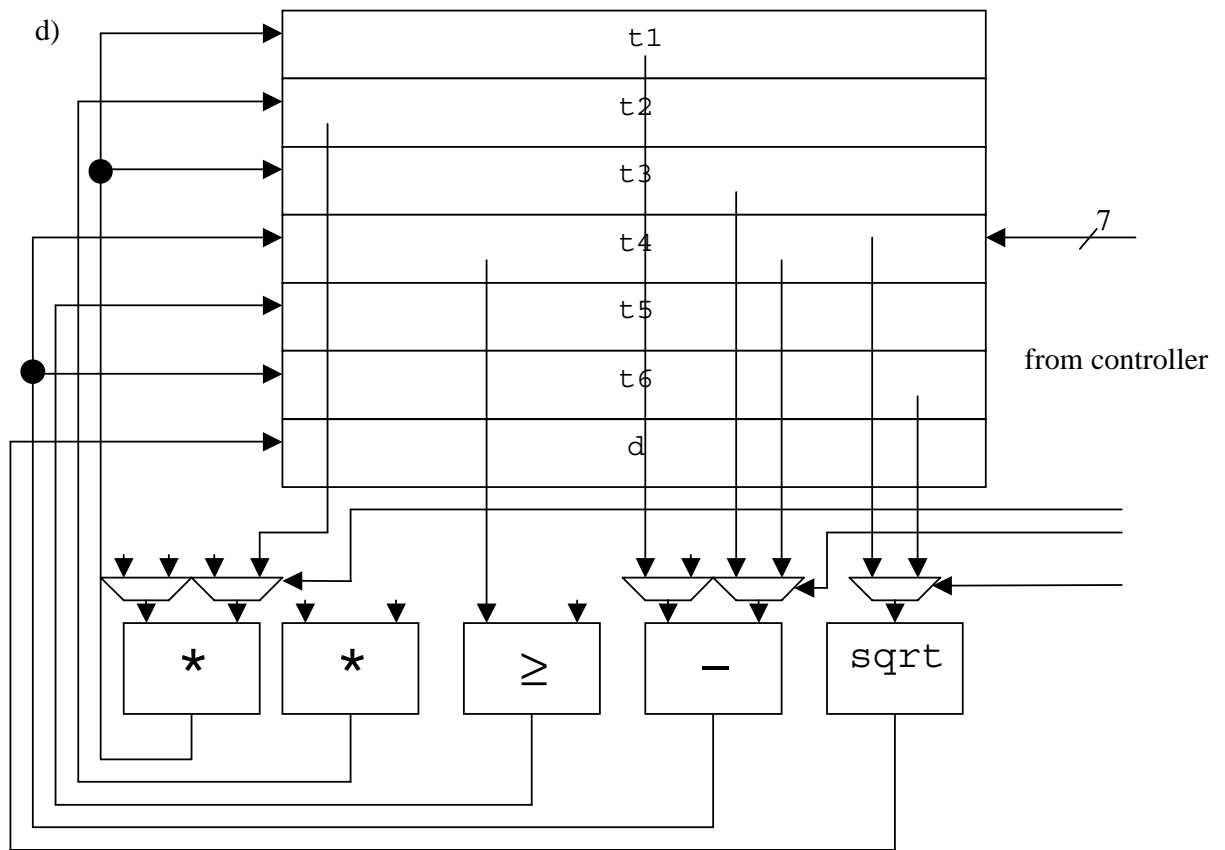 d)
t1
t2
t3
t4
7
t5
t6
from controller
d
* * ≥ − sqrt